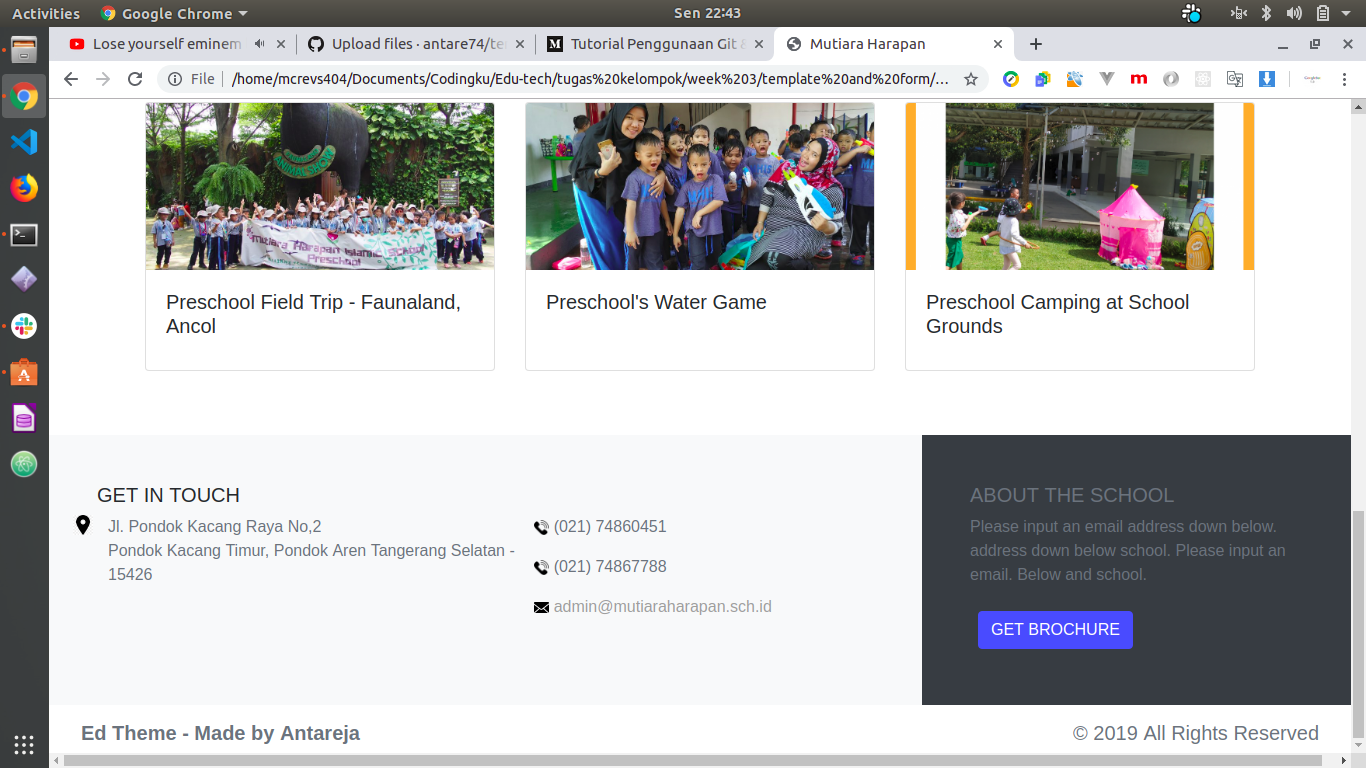 Activities Google Chrome Sen 22:43
Lose yourself eminem Upload files · antare74/te Tutorial Penggunaan Git & Mutiara Harapan
File /home/mcrevs404/Documents/Codingku/Edu-tech/tugas%20kelompok/week%203/template%20and%20form/...
Mutiara Harapan Islamic School
Preschool
Preschool Field Trip - Faunaland,
Ancol
Preschool's Water Game
Preschool Camping at School
Grounds
GET IN TOUCH
Jl. Pondok Kacang Raya No,2
Pondok Kacang Timur, Pondok Aren Tangerang Selatan -
15426
(021) 74860451
(021) 74867788
admin@mutiaraharapan.sch.id
ABOUT THE SCHOOL
Please input an email address down below.
address down below school. Please input an
email. Below and school.
GET BROCHURE
Ed Theme - Made by Antareja
© 2019 All Rights Reserved